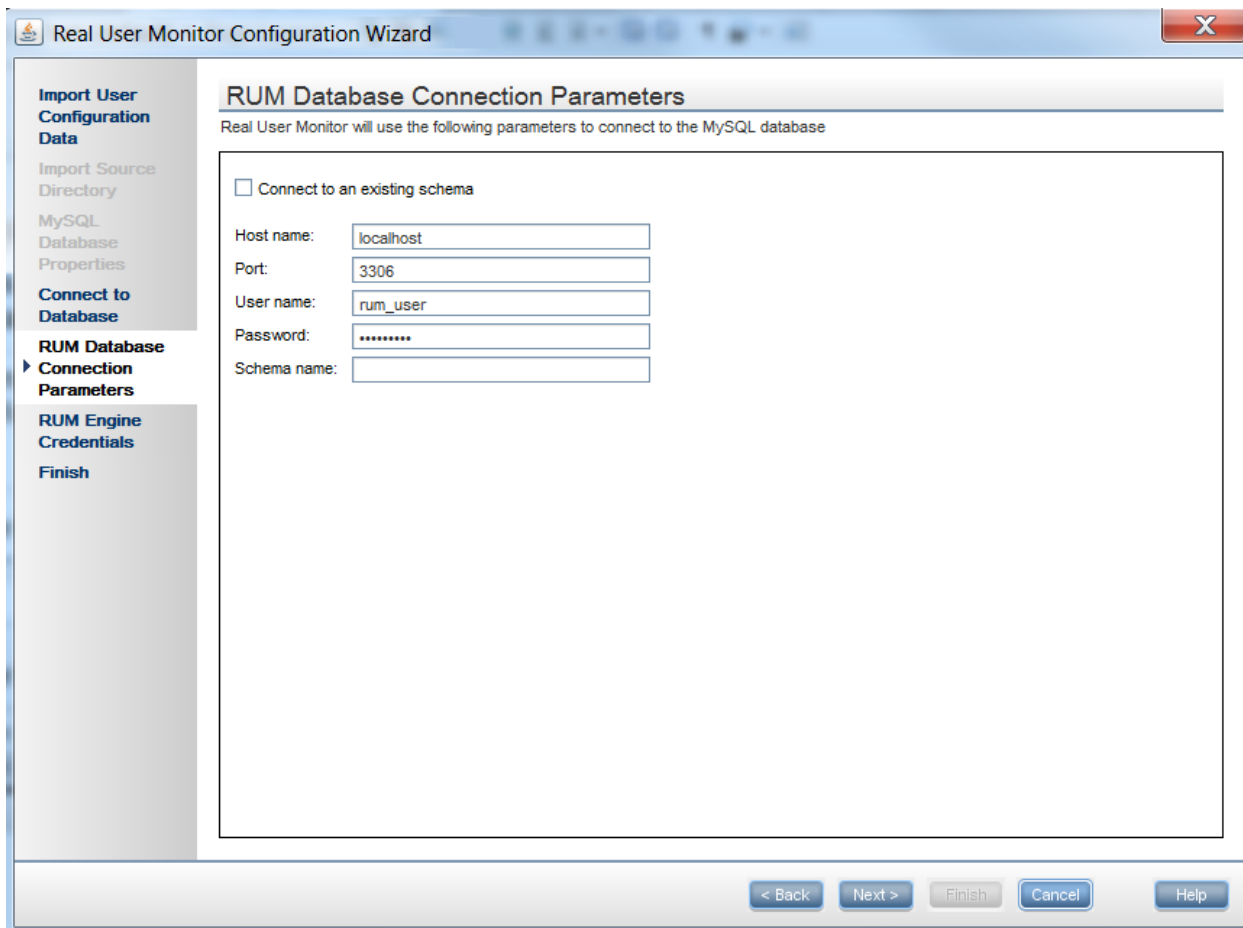 Real User Monitor Configuration Wizard
X
Import User
Configuration
Data
Import Source
Directory
MySQL
Database
Properties
Connect to
Database
RUM Database
Connection
Parameters
RUM Engine
Credentials
Finish
RUM Database Connection Parameters
Real User Monitor will use the following parameters to connect to the MySQL database
Connect to an existing schema
Host name: localhost
Port: 3306
User name: rum_user
Password: •••••••••
Schema name:
< Back Next > Finish Cancel Help